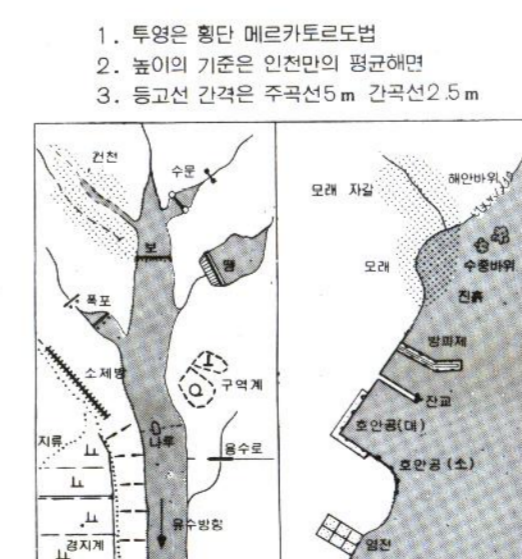 1. 투영은 횡단 메르카토르도법
2. 높이의 기준은 인천만의 평균해면
3. 등고선 간격은 주곡선5m 간곡선2.5m
건천
수문
보
땜
폭포
소제방
구역계
나루
지류
용수로
경지계
유수방향
해안바위
모래 자갈
모래
수중바위
진흙
방파제
잔교
호안공(대)
호안공(소)
염전